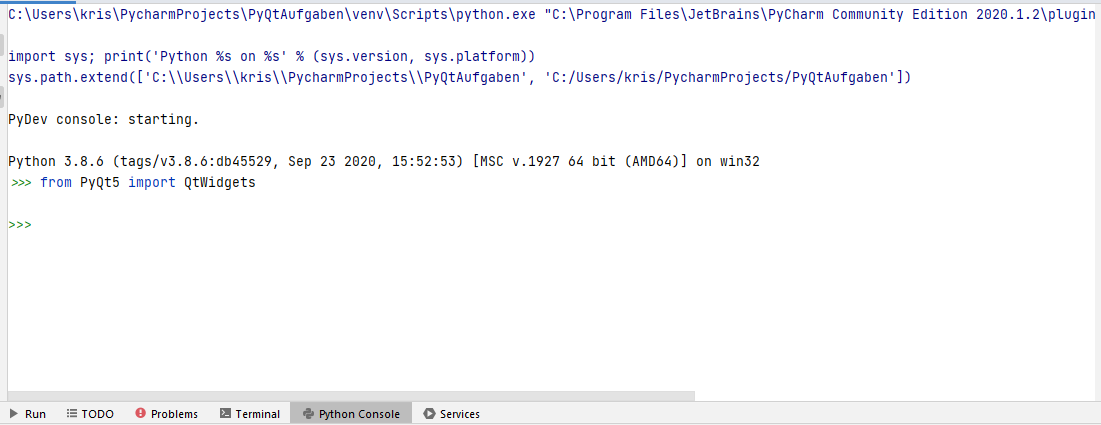 C:\Users\kris\PycharmProjects\PyQtAufgaben\venv\Scripts\python.exe "C:\Program Files\JetBrains\PyCharm Community Edition 2020.1.2\plugin
import sys; print('Python %s on %s' % (sys.version, sys.platform))
sys.path.extend(['C:\\Users\\kris\\PycharmProjects\\PyQtAufgaben', 'C:/Users/kris/PycharmProjects/PyQtAufgaben'])
PyDev console: starting.
Python 3.8.6 (tags/v3.8.6:db45529, Sep 23 2020, 15:52:53) [MSC v.1927 64 bit (AMD64)] on win32
>>> from PyQt5 import QtWidgets
>>>
Run TODO Problems Terminal Python Console Services